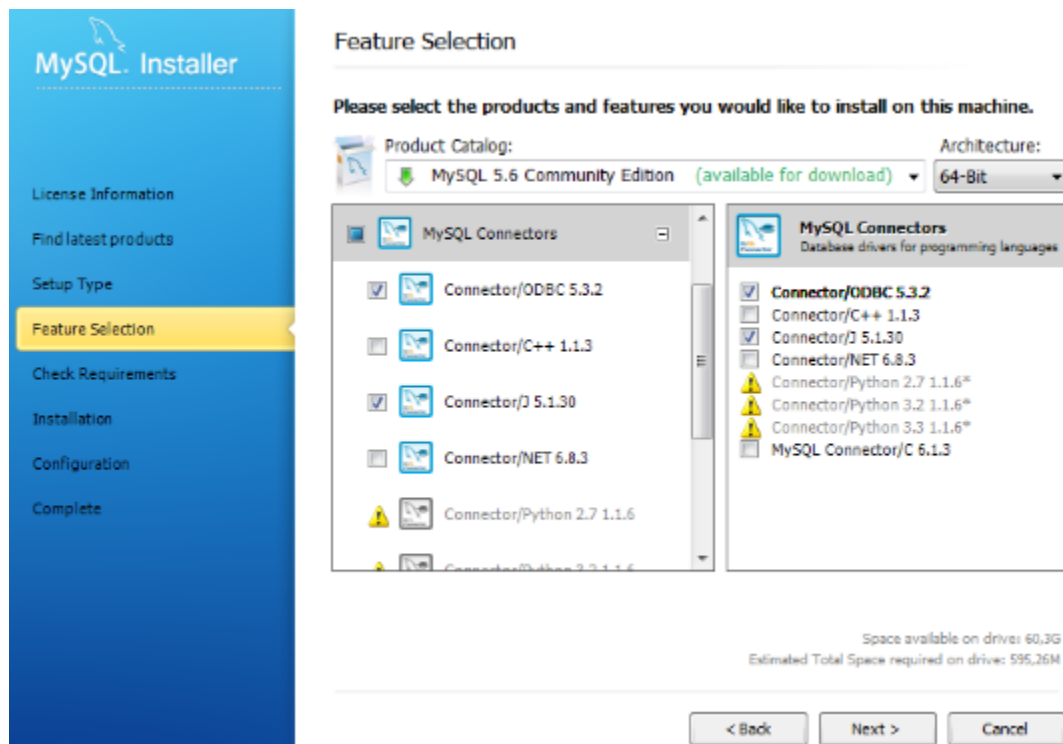 MySQL. Installer
License Information
Find latest products
Setup Type
Feature Selection
Check Requirements
Installation
Configuration
Complete
Feature Selection
Please select the products and features you would like to install on this machine.
Product Catalog:
Architecture:
MySQL 5.6 Community Edition (available for download)
64-Bit
MySQL Connectors
Connector/ODBC 5.3.2
Connector/C++ 1.1.3
Connector/J 5.1.30
Connector/NET 6.8.3
Connector/Python 2.7 1.1.6
Connector/Python 3.2 1.1.6
MySQL Connectors
Database drivers for programming languages
Connector/ODBC 5.3.2
Connector/C++ 1.1.3
Connector/J 5.1.30
Connector/NET 6.8.3
Connector/Python 2.7 1.1.6*
Connector/Python 3.2 1.1.6*
Connector/Python 3.3 1.1.6*
MySQL Connector/C 6.1.3
Space available on drive: 60,3G
Estimated Total Space required on drive: 595,26M
< Back
Next >
Cancel